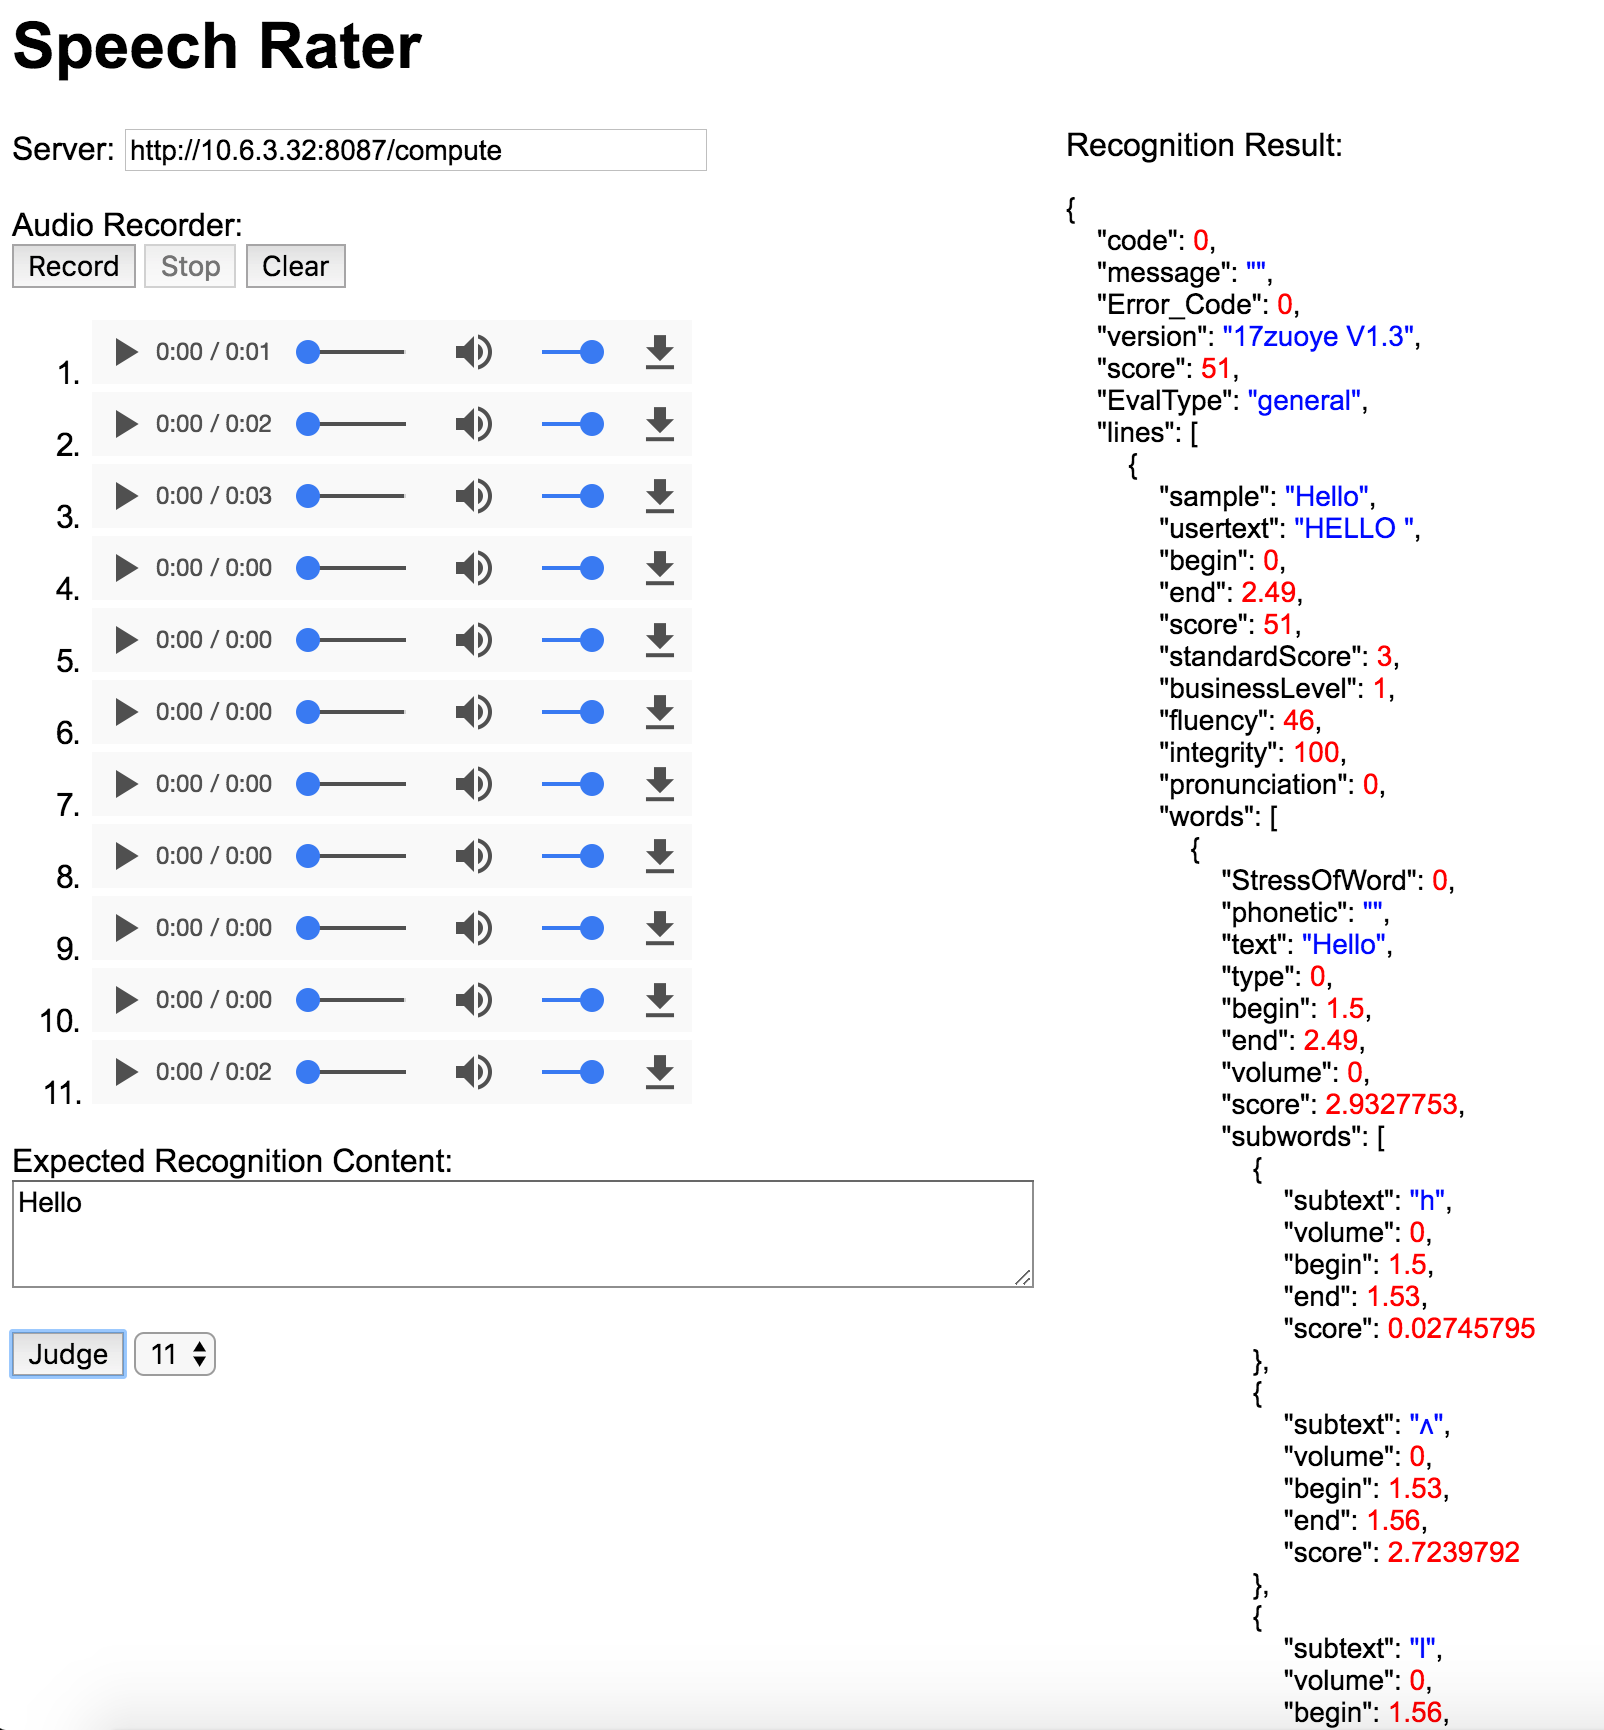 Speech Rater
Server: http://10.6.3.32:8087/compute
Audio Recorder:
Record Stop Clear
1. 0:00 / 0:01
2. 0:00 / 0:02
3. 0:00 / 0:03
4. 0:00 / 0:00
5. 0:00 / 0:00
6. 0:00 / 0:00
7. 0:00 / 0:00
8. 0:00 / 0:00
9. 0:00 / 0:00
10. 0:00 / 0:00
11. 0:00 / 0:02
Expected Recognition Content:
Hello
Judge 11
Recognition Result:
{
"code": 0,
"message": "",
"Error_Code": 0,
"version": "17zuoye V1.3",
"score": 51,
"EvalType": "general",
"lines": [
{
"sample": "Hello",
"usertext": "HELLO ",
"begin": 0,
"end": 2.49,
"score": 51,
"standardScore": 3,
"businessLevel": 1,
"fluency": 46,
"integrity": 100,
"pronunciation": 0,
"words": [
{
"StressOfWord": 0,
"phonetic": "",
"text": "Hello",
"type": 0,
"begin": 1.5,
"end": 2.49,
"volume": 0,
"score": 2.9327753,
"subwords": [
{
"subtext": "h",
"volume": 0,
"begin": 1.5,
"end": 1.53,
"score": 0.02745795
},
{
"subtext": "ʌ",
"volume": 0,
"begin": 1.53,
"end": 1.56,
"score": 2.7239792
},
{
"subtext": "l",
"volume": 0,
"begin": 1.56,